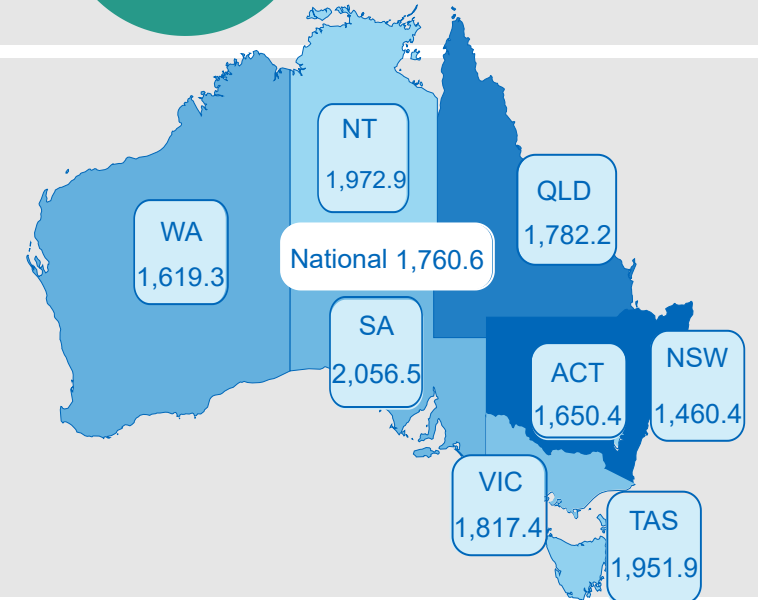 NT
1,972.9
QLD
1,782.2
WA
1,619.3
National 1,760.6
SA
2,056.5
ACT
1,650.4
NSW
1,460.4
VIC
1,817.4
TAS
1,951.9